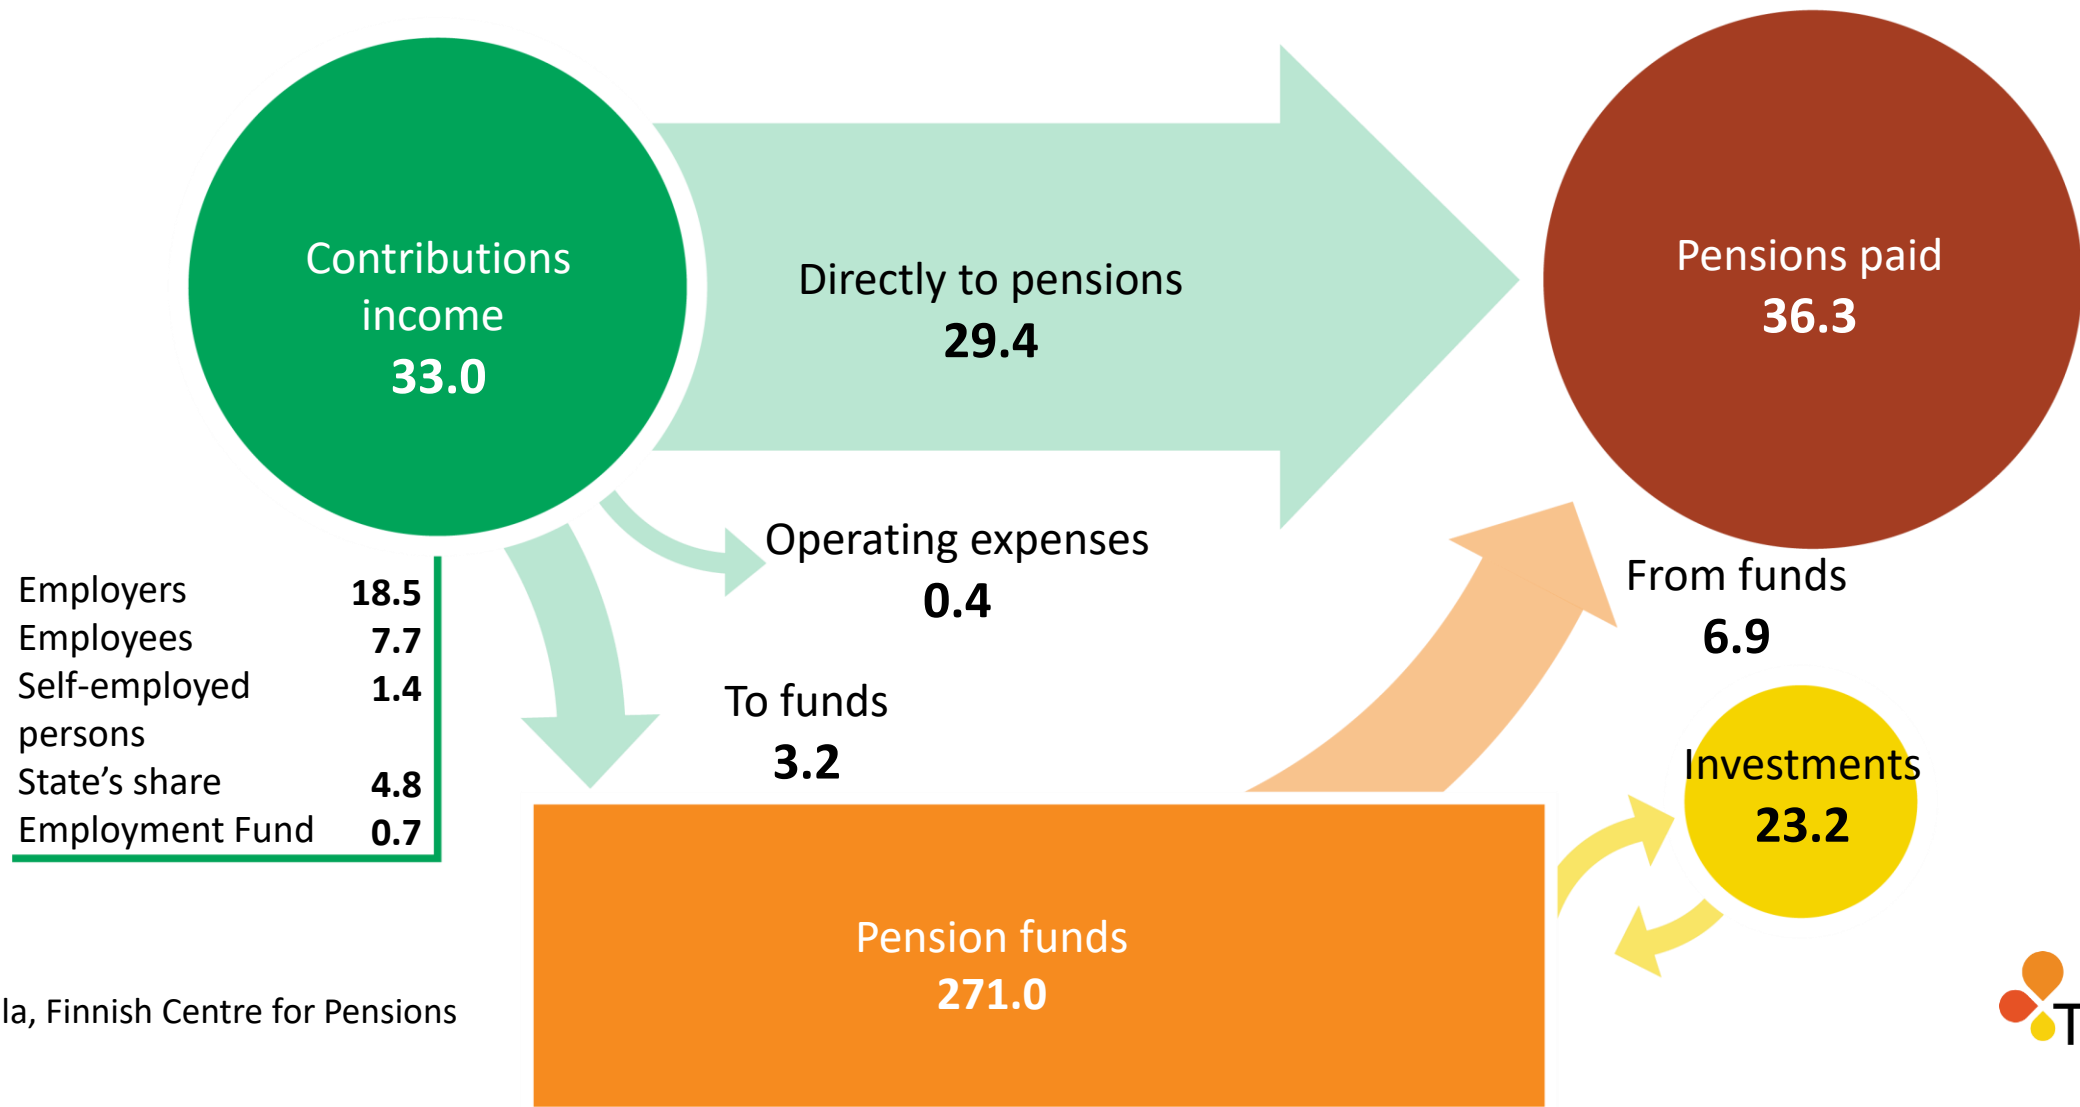 Contributions
income
33.0
Directly to pensions
29.4
Pensions paid
36.3
Operating expenses
0.4
From funds
6.9
Employers 18.5
Employees 7.7
Self-employed 1.4
persons
State’s share 4.8
Employment Fund 0.7
To funds
3.2
Investments
23.2
Pension funds
271.0
la, Finnish Centre for Pensions
T